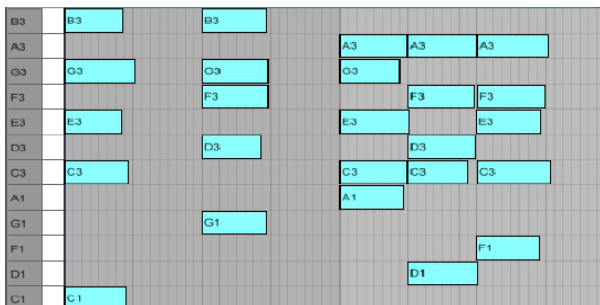 B3 B3 B3
A3 A3 A3 A3
G3 G3 G3 G3
F3 F3 F3 F3
E3 E3 E3 E3
D3 D3 D3
C3 C3 C3 C3 C3
A1 A1
G1 G1
F1 F1
D1 D1
C1 C1